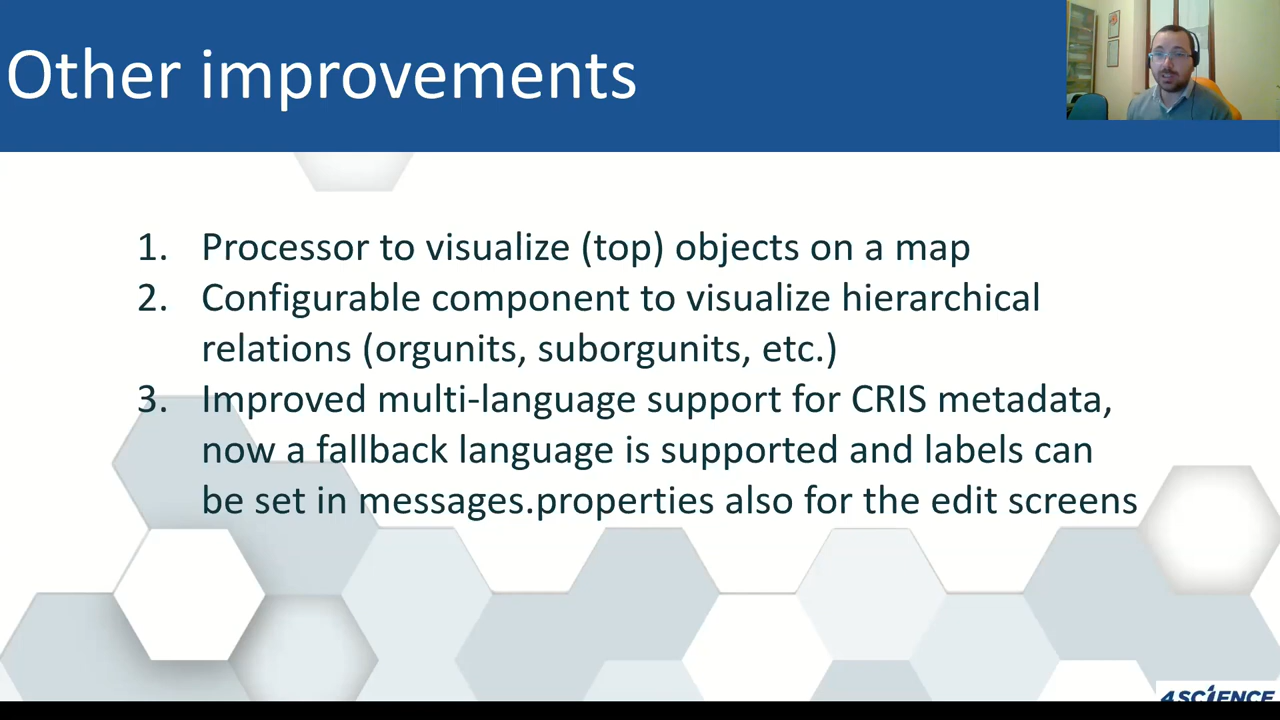 Other improvements
1. Processor to visualize (top) objects on a map
2. Configurable component to visualize hierarchical
relations (orgunits, suborgunits, etc.)
3. Improved multi-language support for CRIS metadata,
now a fallback language is supported and labels can
be set in messages.properties also for the edit screens
4SCIENCE